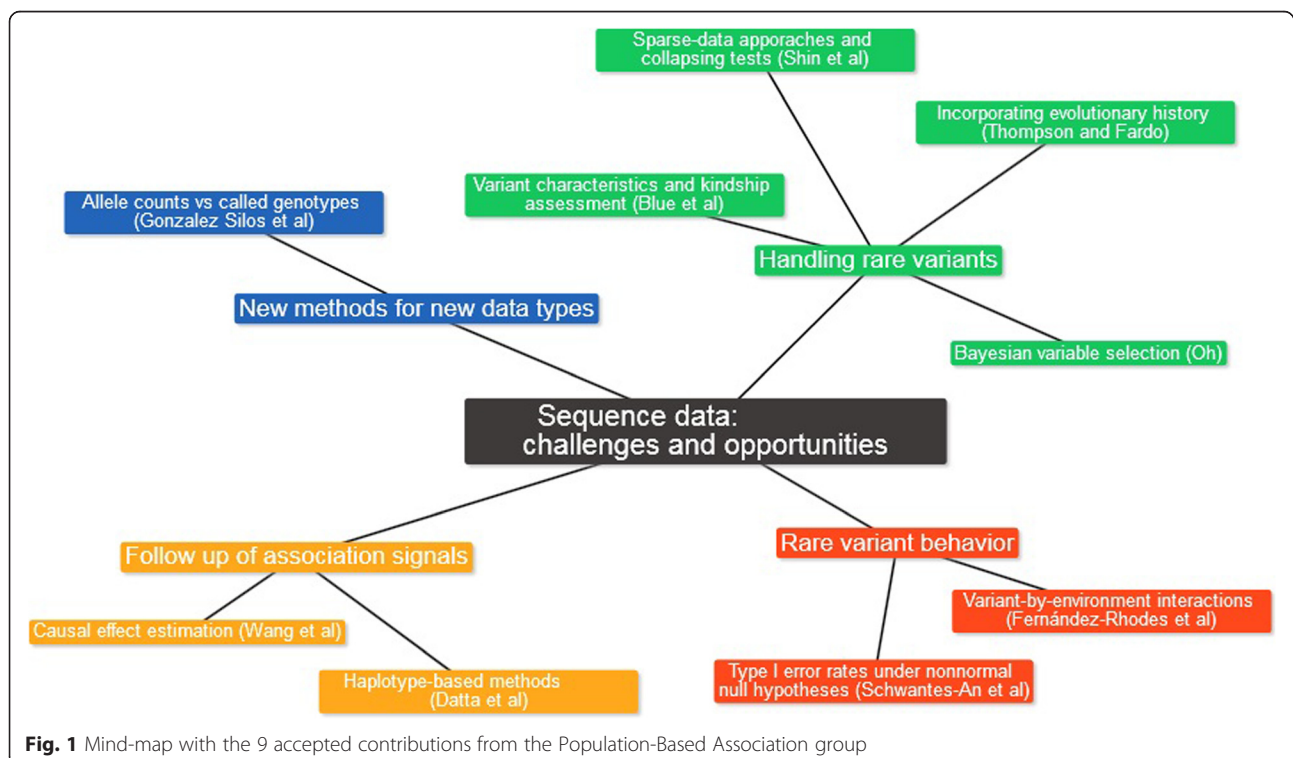 Sparse-data apporaches and
collapsing tests (Shin et al)
Incorporating evolutionary history
(Thompson and Fardo)
Variant characteristics and kindship
assessment (Blue et al)
Allele counts vs called genotypes
(Gonzalez Silos et al)
Handling rare variants
New methods for new data types
Bayesian variable selection (Oh)
Sequence data:
challenges and opportunities
Follow up of association signals
Rare variant behavior
Causal effect estimation (Wang et al)
Variant-by-environment interactions
(Fernández-Rhodes et al)
Haplotype-based methods
(Datta et al)
Type I error rates under nonnormal
null hypotheses (Schwantes-An et al)
Fig. 1 Mind-map with the 9 accepted contributions from the Population-Based Association group